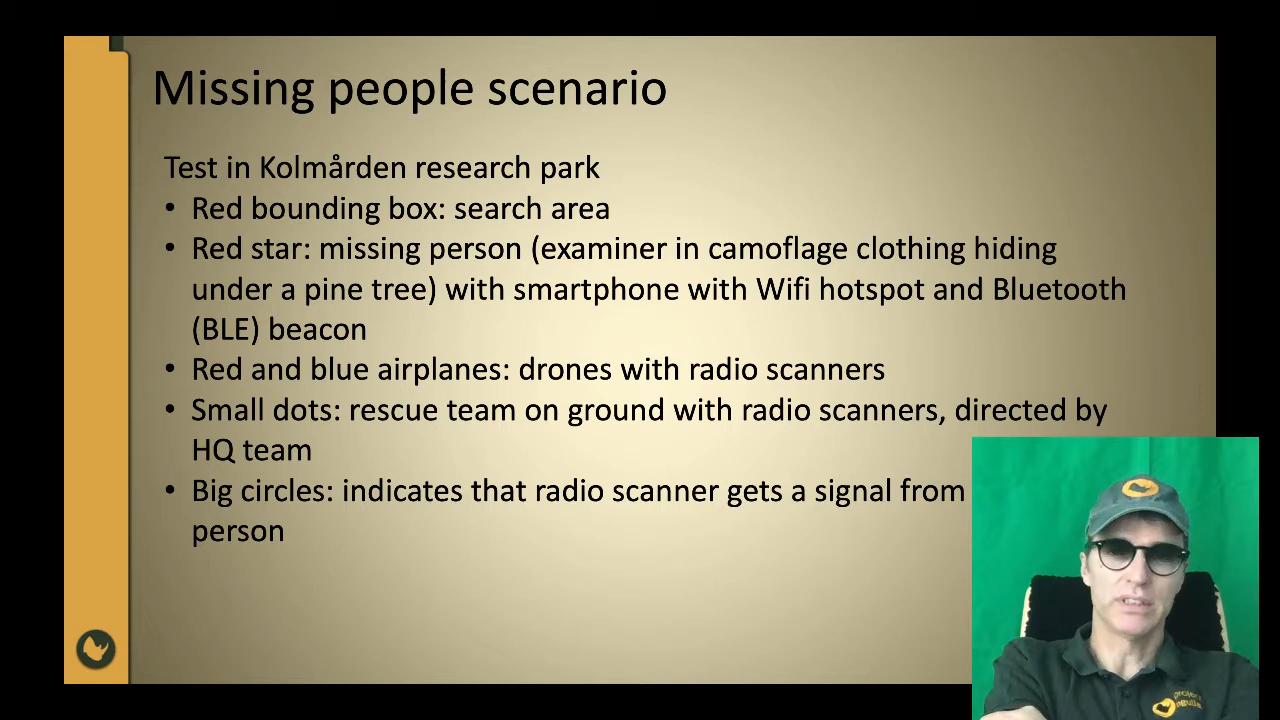 Missing people scenario
Test in Kolmården research park
• Red bounding box: search area
• Red star: missing person (examiner in camoflage clothing hiding
under a pine tree) with smartphone with Wifi hotspot and Bluetooth
(BLE) beacon
• Red and blue airplanes: drones with radio scanners
• Small dots: rescue team on ground with radio scanners, directed by
HQ team
• Big circles: indicates that radio scanner gets a signal from
person
project